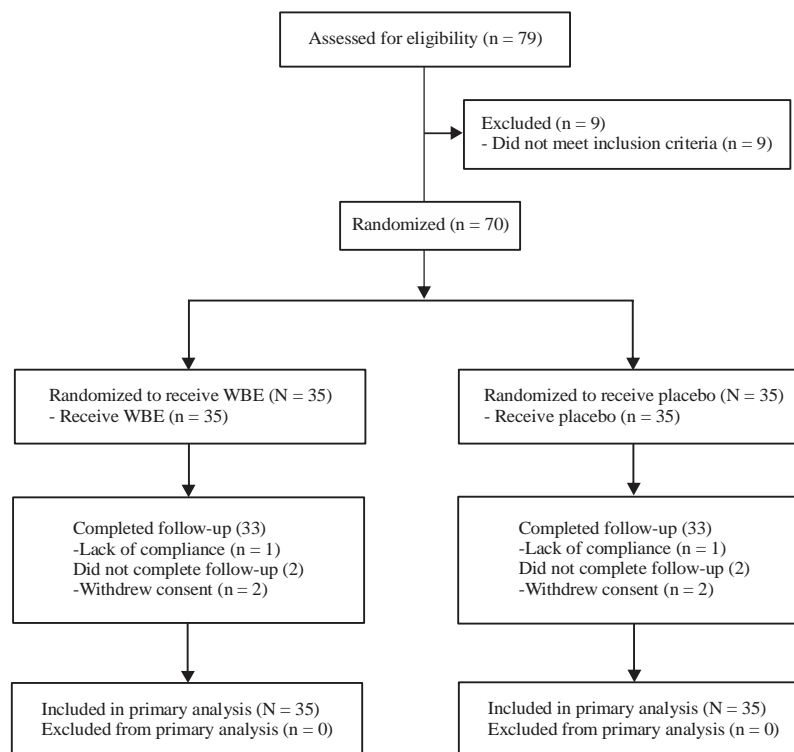 Assessed for eligibility (n = 79)
Excluded (n = 9)
- Did not meet inclusion criteria (n = 9)
Randomized (n = 70)
Randomized to receive WBE (N = 35)
- Receive WBE (n = 35)
Randomized to receive placebo (N = 35)
- Receive placebo (n = 35)
Completed follow-up (33)
-Lack of compliance (n = 1)
Did not complete follow-up (2)
-Withdrew consent (n = 2)
Completed follow-up (33)
-Lack of compliance (n = 1)
Did not complete follow-up (2)
-Withdrew consent (n = 2)
Included in primary analysis (N = 35)
Excluded from primary analysis (n = 0)
Included in primary analysis (N = 35)
Excluded from primary analysis (n = 0)